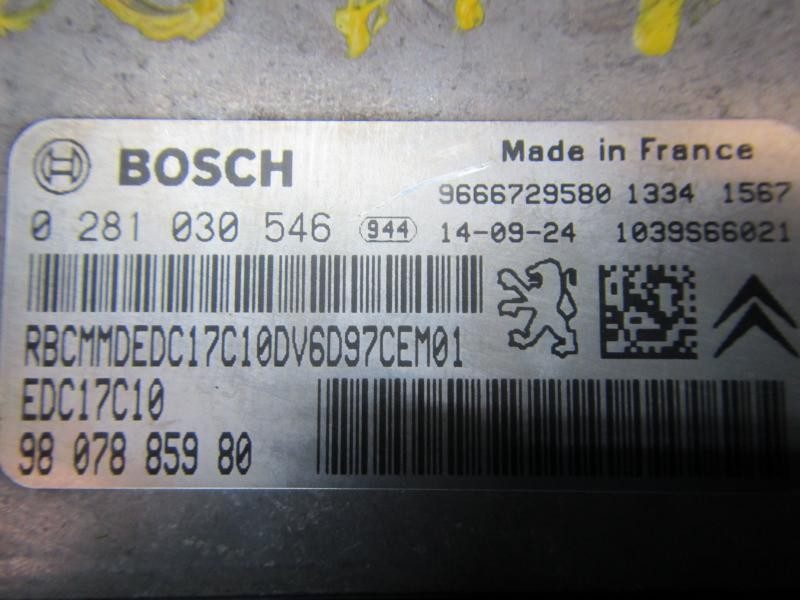 BOSCH
Made in France
9666729580 1334 1567
0 281 030 546 944 14-09-24 1039S66021
RBCMMDEDC17C10DV6D97CEM01
EDC17C10
98 078 859 80